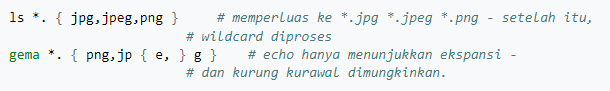 ls *. { jpg,jpeg,png }     # memperluas ke *.jpg *.jpeg *.png - setelah itu,
# wildcard diproses
gema *. { png,jp { e, } g }    # echo hanya menunjukkan ekspansi -
# dan kurung kurawal dimungkinkan.